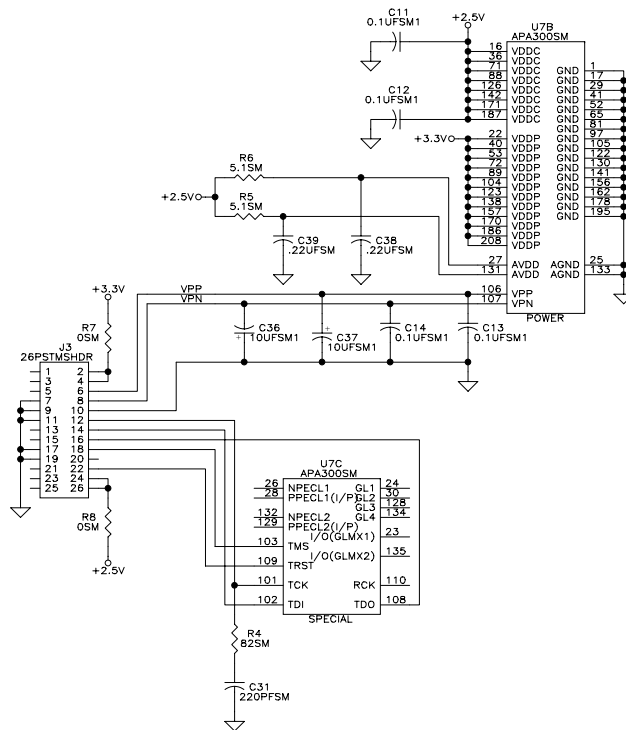 C11
0.1UFSM1
+2.5V
U7B
APA300SM
C12
0.1UFSM1
16 VDDC
36 VDDC
71 VDDC GND 1
88 VDDC GND 17
126 VDDC GND 29
142 VDDC GND 41
171 VDDC GND 52
187 VDDC GND 65
GND 81
+3.3V 22 VDDP GND 97
40 VDDP GND 105
53 VDDP GND 122
72 VDDP GND 130
89 VDDP GND 141
104 VDDP GND 156
123 VDDP GND 162
138 VDDP GND 178
157 VDDP GND 195
170 VDDP
186 VDDP
208 VDDP
27 AVDD AGND 25
131 AVDD AGND 133
106 VPP
107 VPN
POWER
R6
5.1SM
+2.5V
R5
5.1SM
C39
.22UFSM
C38
.22UFSM
+3.3V
VPP
VPN
R7
0SM
C36
10UFSM1
+
C37
10UFSM1
+
C14
0.1UFSM1
C13
0.1UFSM1
J3
26PSTMSHDR
1 2
3 4
5 6
7 8
9 10
11 12
13 14
15 16
17 18
19 20
21 22
23 24
25 26
R8
0SM
+2.5V
U7C
APA300SM
26 NPECL1 GL1 24
28 PPECL1(I/P) GL2 30
GL3 128
132 NPECL2 GL4 134
129 PPECL2(I/P)
I/O(GLMX1) 23
I/O(GLMX2) 135
103 TMS
109 TRST
101 TCK RCK 110
102 TDI TDO 108
SPECIAL
R4
82SM
C31
220PFSM